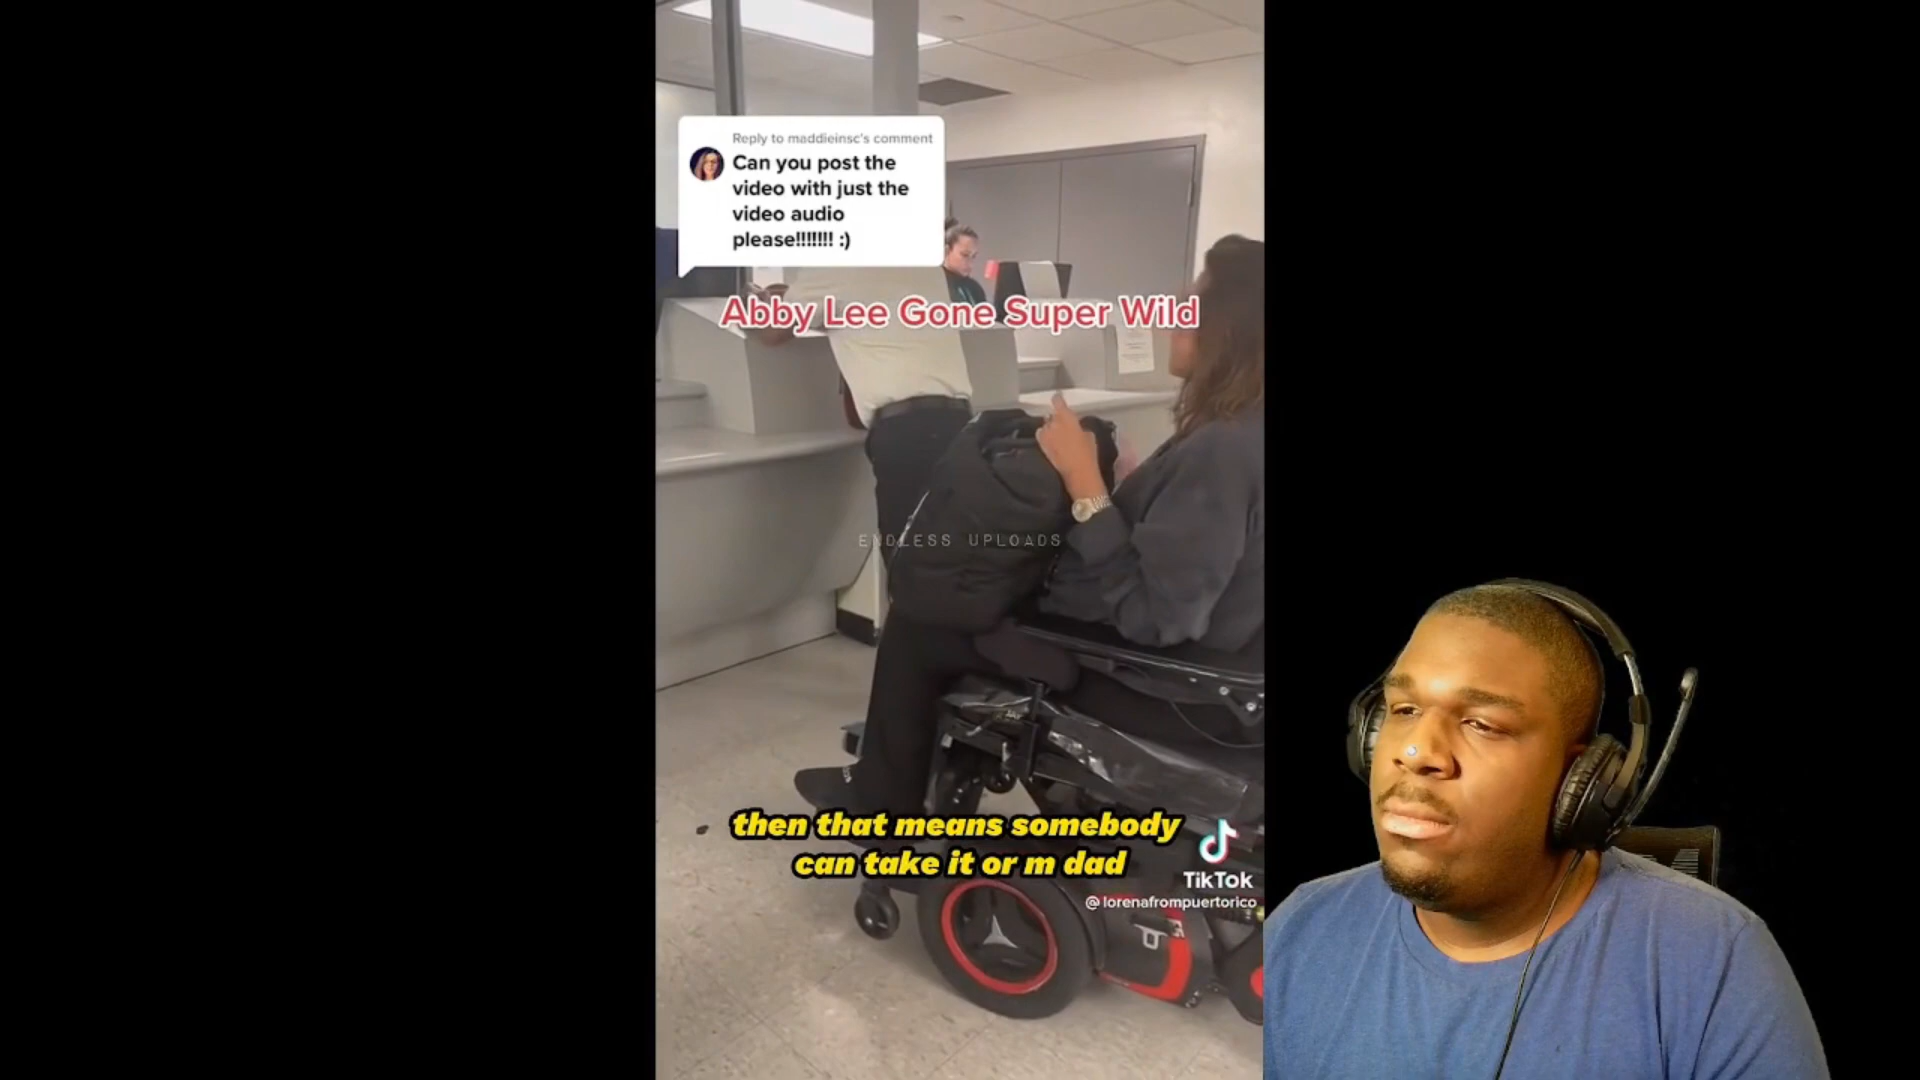 Reply to maddieinsc's comment
Can you post the
video with just the
video audio
please!!!!!!! :)
Abby Lee Gone Super Wild
ENDLESS UPLOADS
then that means somebody
can take it or m dad
TikTok
@lorenafrompuertorico